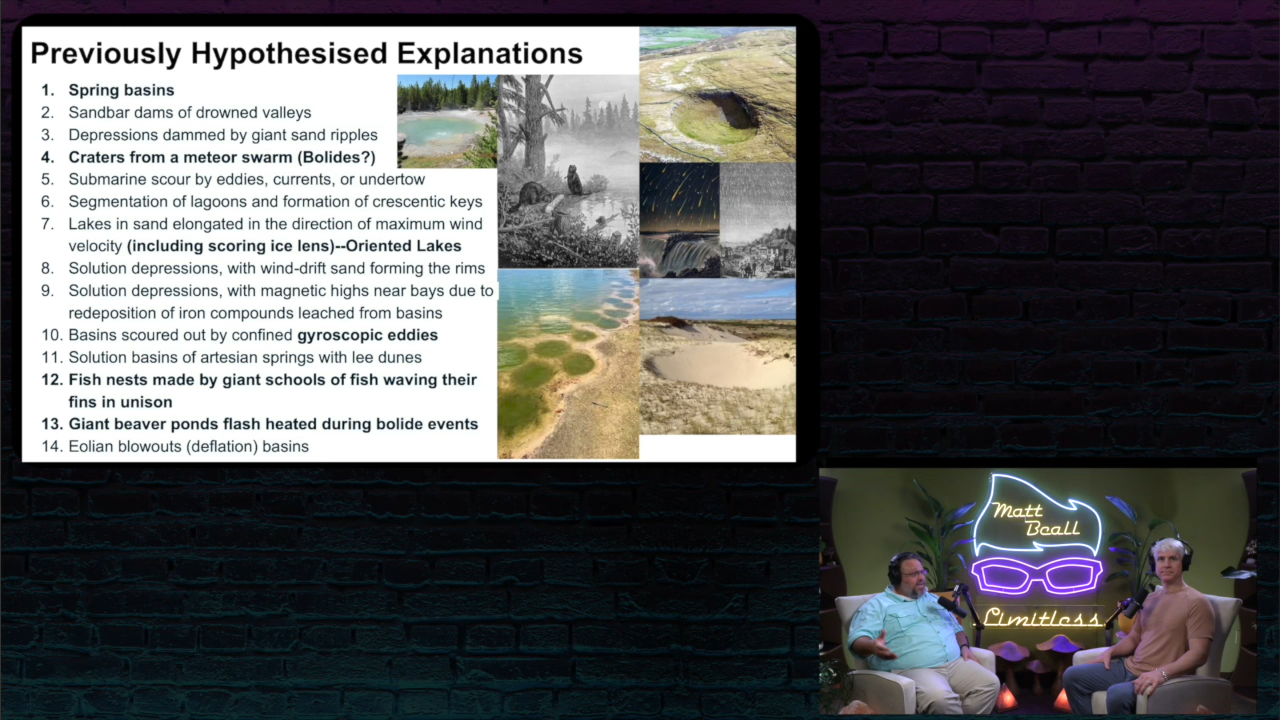 Previously Hypothesised Explanations
1. Spring basins
2. Sandbar dams of drowned valleys
3. Depressions dammed by giant sand ripples
4. Craters from a meteor swarm (Bolides?)
5. Submarine scour by eddies, currents, or undertow
6. Segmentation of lagoons and formation of crescentic keys
7. Lakes in sand elongated in the direction of maximum wind
velocity (including scoring ice lens)--Oriented Lakes
8. Solution depressions, with wind-drift sand forming the rims
9. Solution depressions, with magnetic highs near bays due to
redeposition of iron compounds leached from basins
10. Basins scoured out by confined gyroscopic eddies
11. Solution basins of artesian springs with lee dunes
12. Fish nests made by giant schools of fish waving their
fins in unison
13. Giant beaver ponds flash heated during bolide events
14. Eolian blowouts (deflation) basins
Matt
Beall
Limitless